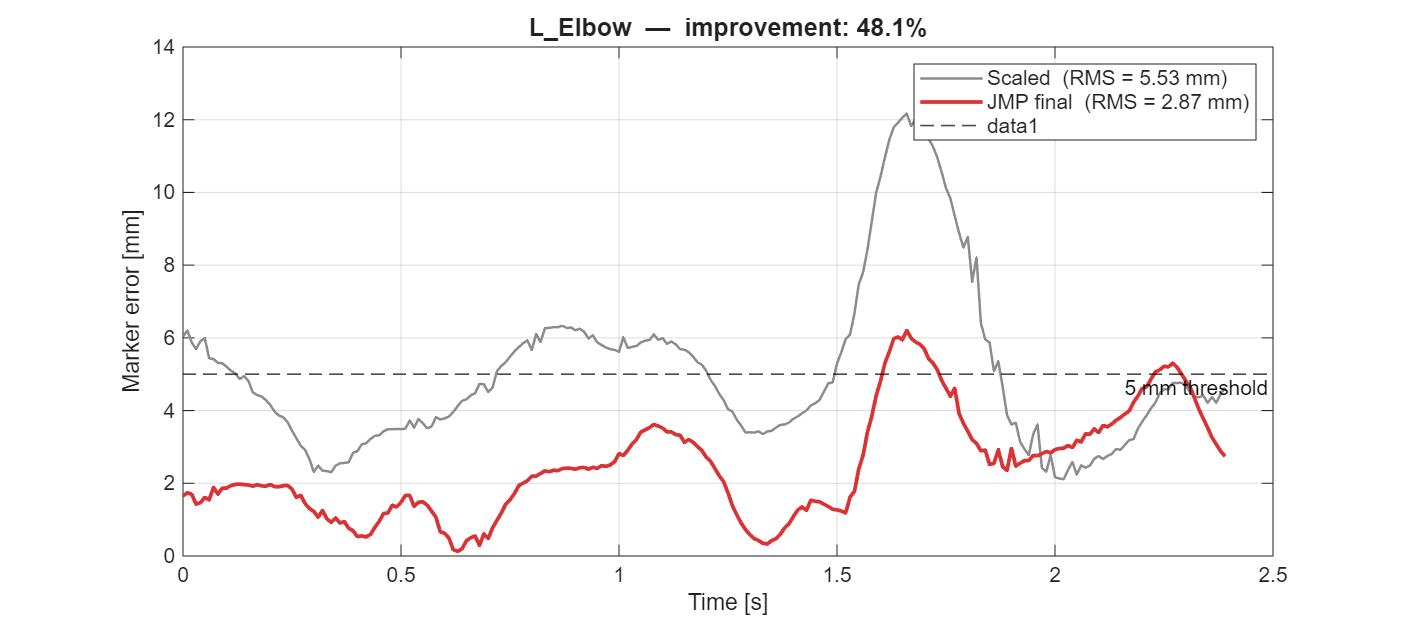 L_Elbow — improvement: 48.1%
14
12
10
8
6
4
2
0
Marker error [mm]
Scaled (RMS = 5.53 mm)
JMP final (RMS = 2.87 mm)
data1
5 mm threshold
0 0.5 1 1.5 2 2.5
Time [s]